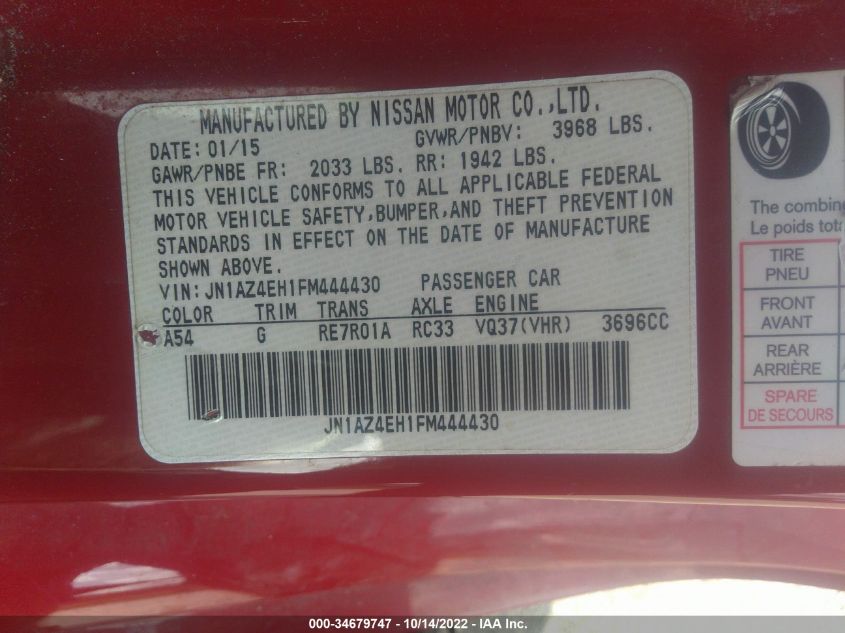 MANUFACTURED BY NISSAN MOTOR CO.,LTD.
DATE: 01/15 GVWR/PNBV: 3968 LBS.
GAWR/PNBE FR: 2033 LBS. RR: 1942 LBS.
THIS VEHICLE CONFORMS TO ALL APPLICABLE FEDERAL
MOTOR VEHICLE SAFETY,BUMPER,AND THEFT PREVENTION
STANDARDS IN EFFECT ON THE DATE OF MANUFACTURE
SHOWN ABOVE.
VIN: JN1AZ4EH1FM444430 PASSENGER CAR
COLOR TRIM TRANS AXLE ENGINE
A54 G RE7R01A RC33 VQ37(VHR) 3696CC
JN1AZ4EH1FM444430
The combin
Le poids tot
TIRE
PNEU
FRONT
AVANT
REAR
ARRIÈRE
SPARE
DE SECOURS
000-34679747 - 10/14/2022 - IAA Inc.